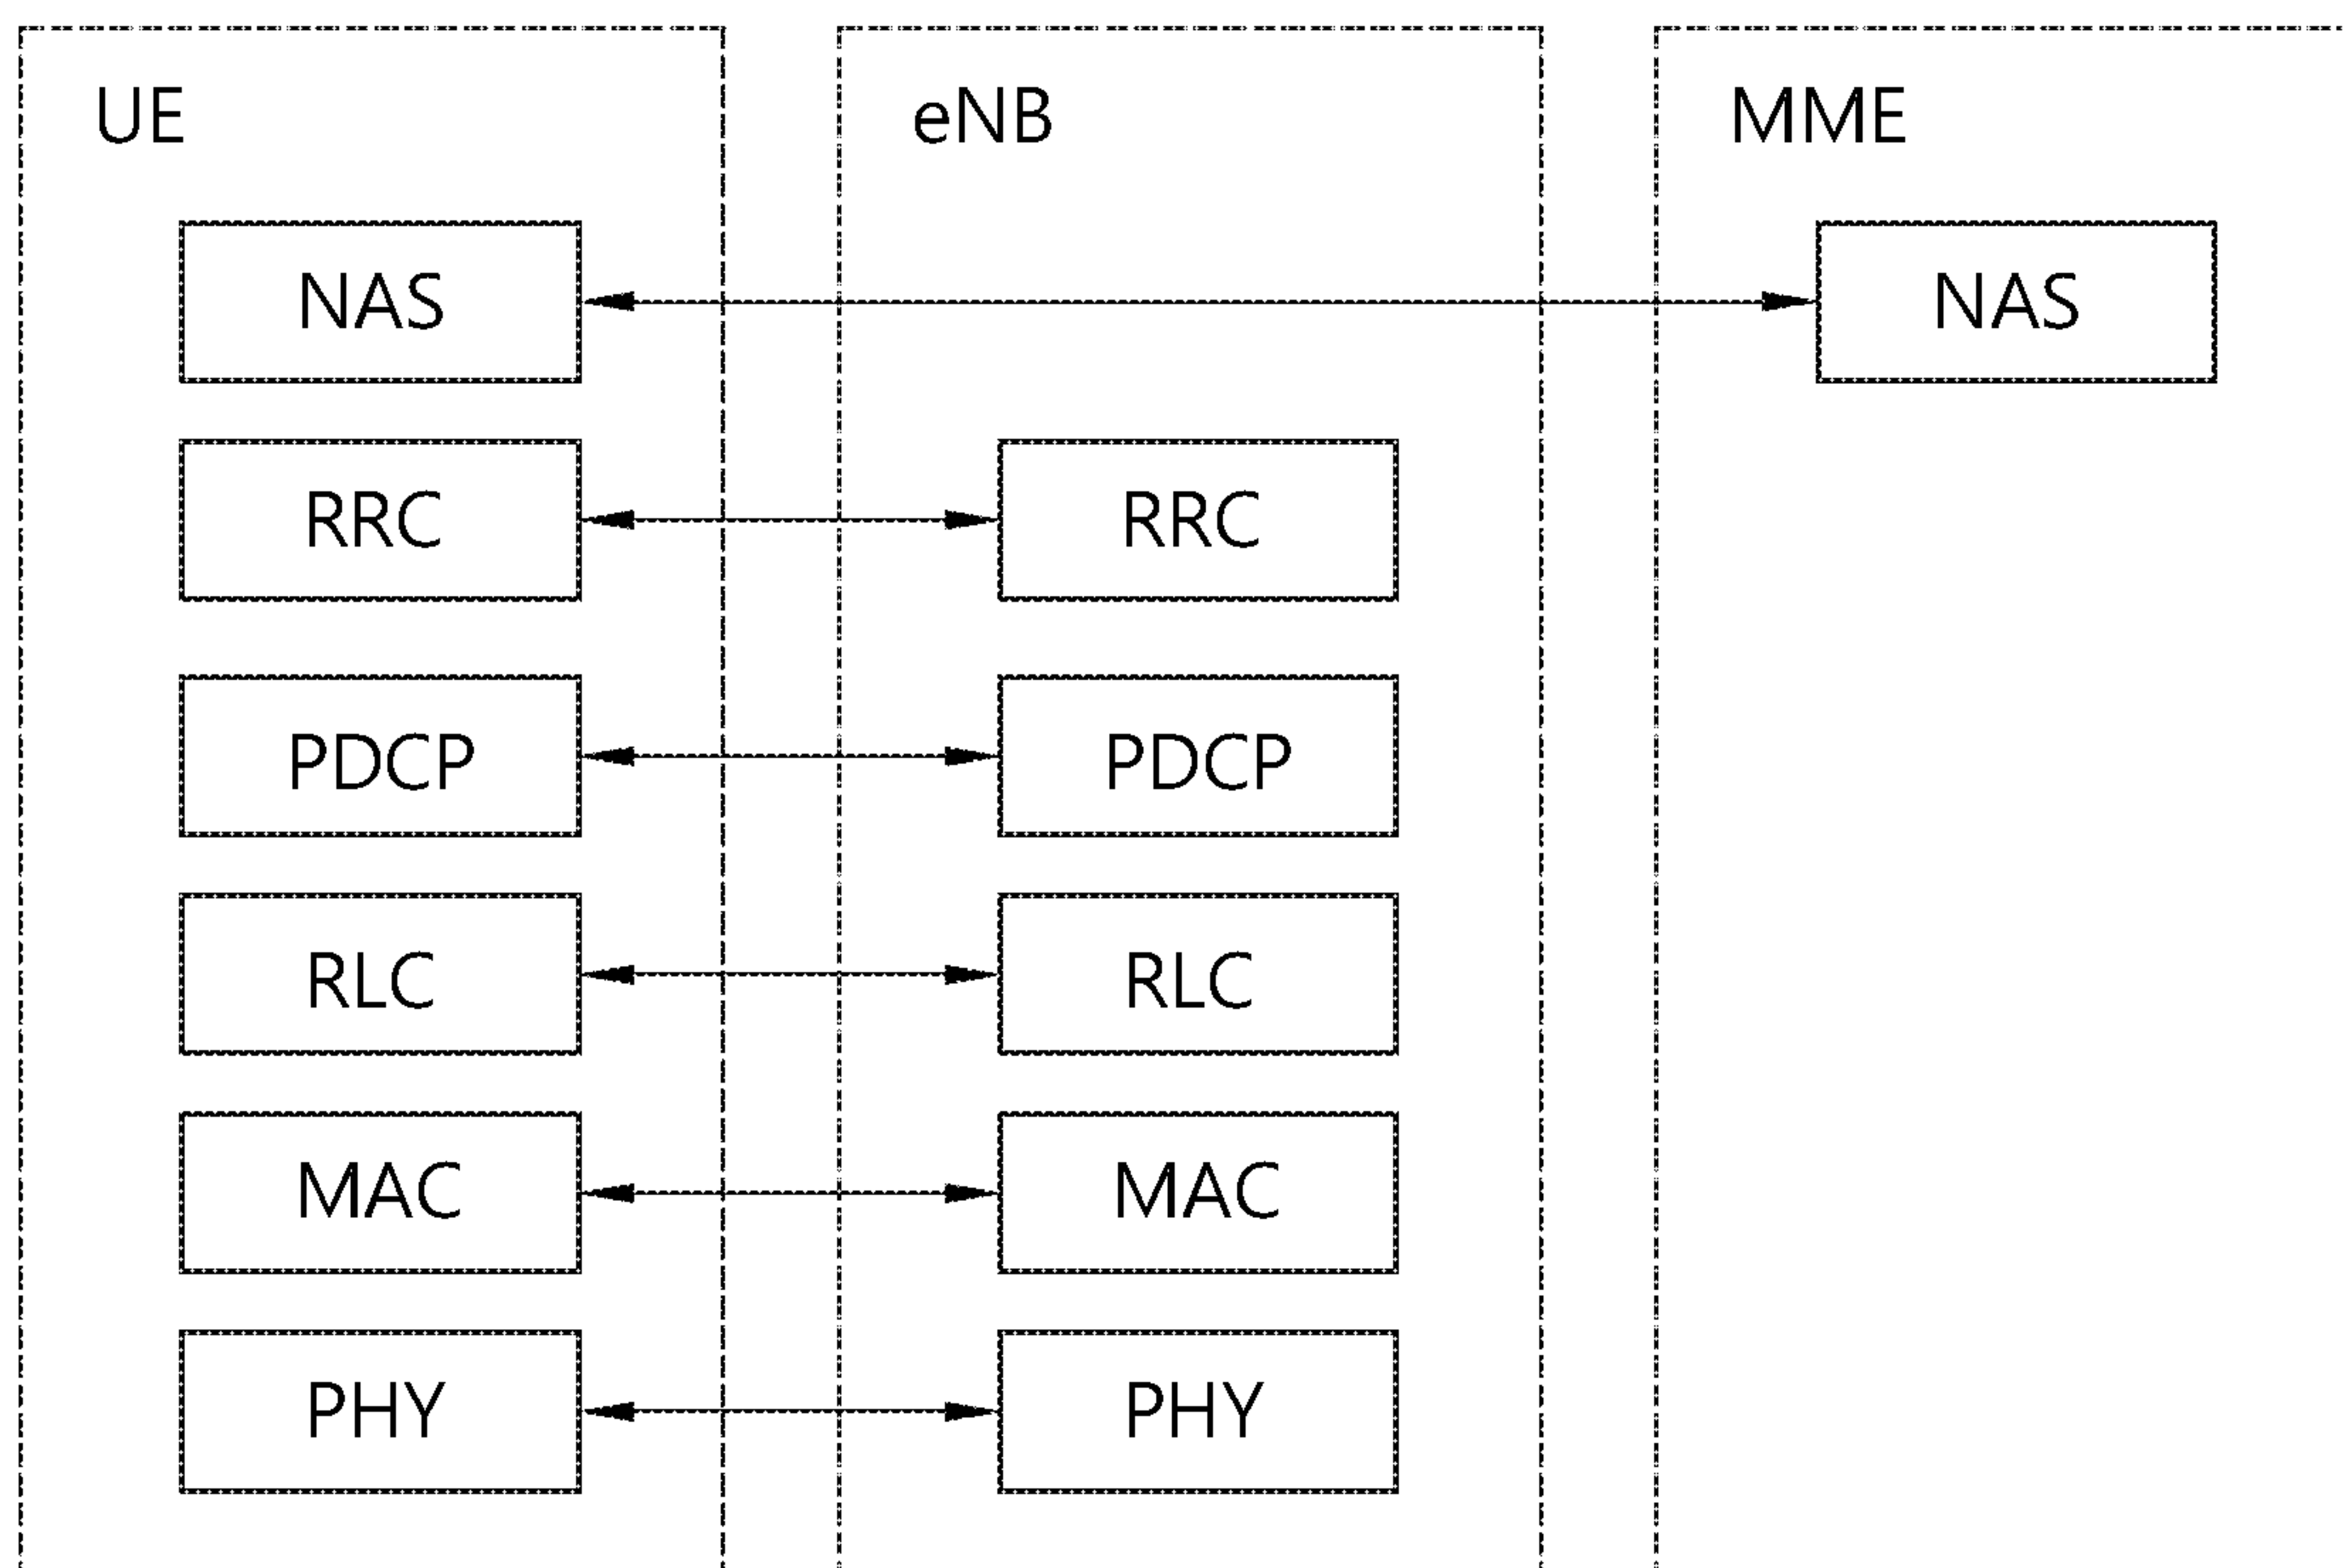 UE eNB MME
NAS NAS
RRC RRC
PDCP PDCP
RLC RLC
MAC MAC
PHY PHY